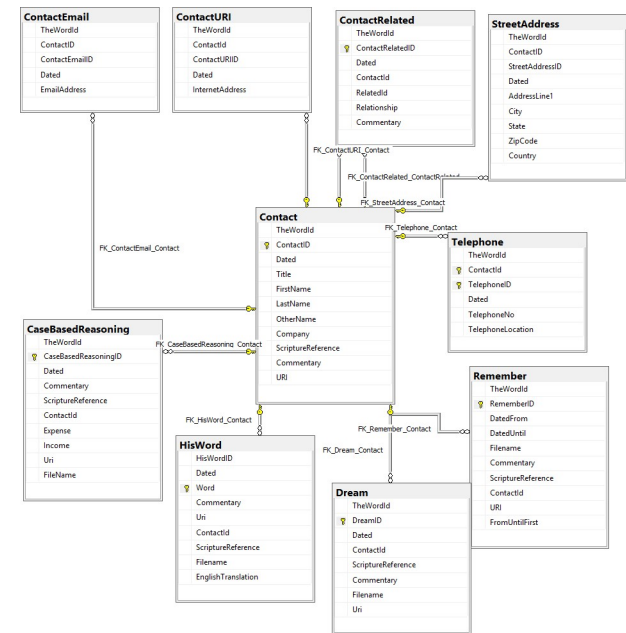 ContactEmail
TheWordId
ContactID
ContactEmailID
Dated
EmailAddress
ContactURI
TheWordId
ContactId
ContactURIID
Dated
InternetAddress
ContactRelated
TheWordId
ContactRelatedID
Dated
ContactId
RelatedId
Relationship
Commentary
StreetAddress
TheWordId
ContactID
StreetAddressID
Dated
AddressLine1
City
State
ZipCode
Country
FK_ContactURI_Contact
FK_ContactRelated_ContactRelated
FK_StreetAddress_Contact
FK_Telephone_Contact
FK_ContactEmail_Contact
Contact
TheWordId
ContactID
Dated
Title
FirstName
LastName
OtherName
Company
ScriptureReference
Commentary
URI
Telephone
TheWordId
ContactId
TelephoneID
Dated
TelephoneNo
TelephoneLocation
CaseBasedReasoning
TheWordId
CaseBasedReasoningID
Dated
Commentary
ScriptureReference
ContactId
Expense
Income
Uri
FileName
FK_CaseBasedReasoning_Contact
FK_HisWord_Contact
FK_Remember_Contact
FK_Dream_Contact
Remember
TheWordId
RememberID
DatedFrom
DatedUntil
Filename
Commentary
ScriptureReference
ContactId
URI
FromUntilFirst
HisWord
HisWordID
Dated
Word
Commentary
Uri
ContactId
ScriptureReference
Filename
EnglishTranslation
Dream
TheWordId
DreamID
Dated
ContactId
ScriptureReference
Commentary
Filename
Uri